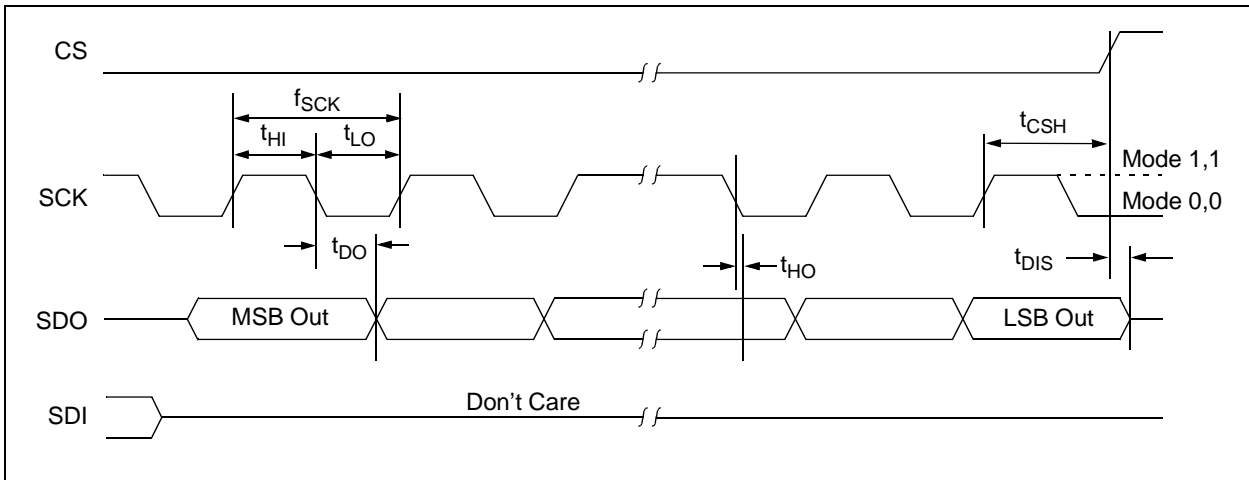 CS
fSCK
tHI
tLO
tCSH
Mode 1,1
SCK
Mode 0,0
tDO
tHO
tDIS
SDO
MSB Out
LSB Out
Don't Care
SDI